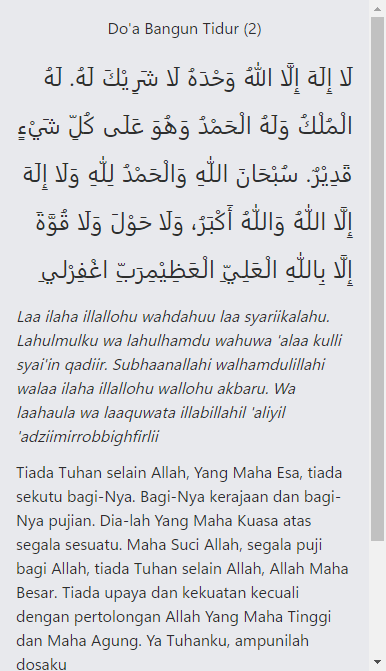 Do'a Bangun Tidur (2)
لَا إِلَهَ إِلَّا اللهُ وَحْدَهُ لَا شَرِيْكَ لَهُ. لَهُ
الْمُلْكُ وَلَهُ الْحَمْدُ وَهُوَ عَلَى كُلِّ شَيْءٍ
قَدِيْرٌ. سُبْحَانَ اللهِ وَالْحَمْدُ لِلهِ وَلَا إِلَهَ
إِلَّا اللهُ وَاللهُ أَكْبَرُ، وَلَا حَوْلَ وَلَا قُوَّةَ
إِلَّا بِاللهِ الْعَلِيِّ الْعَظِيْمِرَبِّ اغْفِرْليِ
Laa ilaha illallohu wahdahuu laa syariikalahu.
Lahulmulku wa lahulhamdu wahuwa 'alaa kulli
syai'in qadiir. Subhaanallahi walhamdulillahi
walaa ilaha illallohu wallohu akbaru. Wa
laahaula wa laaquwata illabillahil 'aliyil
'adziimirrobbighfirlii
Tiada Tuhan selain Allah, Yang Maha Esa, tiada
sekutu bagi-Nya. Bagi-Nya kerajaan dan bagi-
Nya pujian. Dia-lah Yang Maha Kuasa atas
segala sesuatu. Maha Suci Allah, segala puji
bagi Allah, tiada Tuhan selain Allah, Allah Maha
Besar. Tiada upaya dan kekuatan kecuali
dengan pertolongan Allah Yang Maha Tinggi
dan Maha Agung. Ya Tuhanku, ampunilah
dosaku